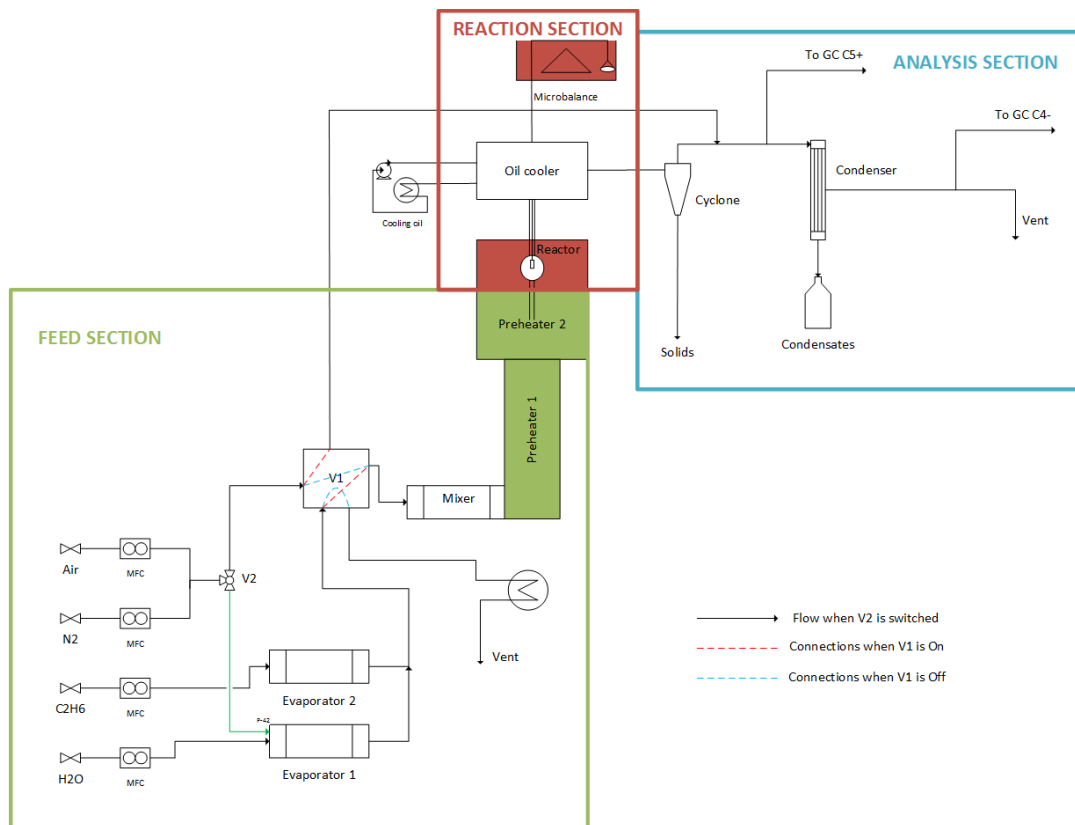 REACTION SECTION
Microbalance
To GC C5+
ANALYSIS SECTION
To GC C4-
Oil cooler
Condenser
Cyclone
Cooling oil
Vent
Reactor
Preheater 2
FEED SECTION
Solids
Condensates
Preheater 1
V1
Mixer
Air
MFC
V2
N2
MFC
Vent
Flow when V2 is switched
Connections when V1 is On
Connections when V1 is Off
C2H6
MFC
Evaporator 2
P-42
H2O
MFC
Evaporator 1